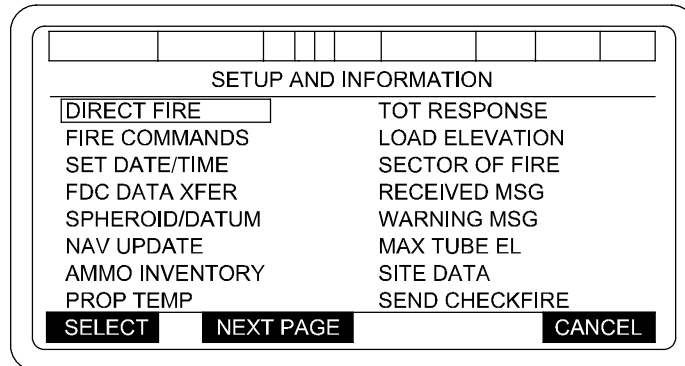 SETUP AND INFORMATION
DIRECT FIRE TOT RESPONSE
FIRE COMMANDS LOAD ELEVATION
SET DATE/TIME SECTOR OF FIRE
FDC DATA XFER RECEIVED MSG
SPHEROID/DATUM WARNING MSG
NAV UPDATE MAX TUBE EL
AMMO INVENTORY SITE DATA
PROP TEMP SEND CHECKFIRE
SELECT NEXT PAGE CANCEL